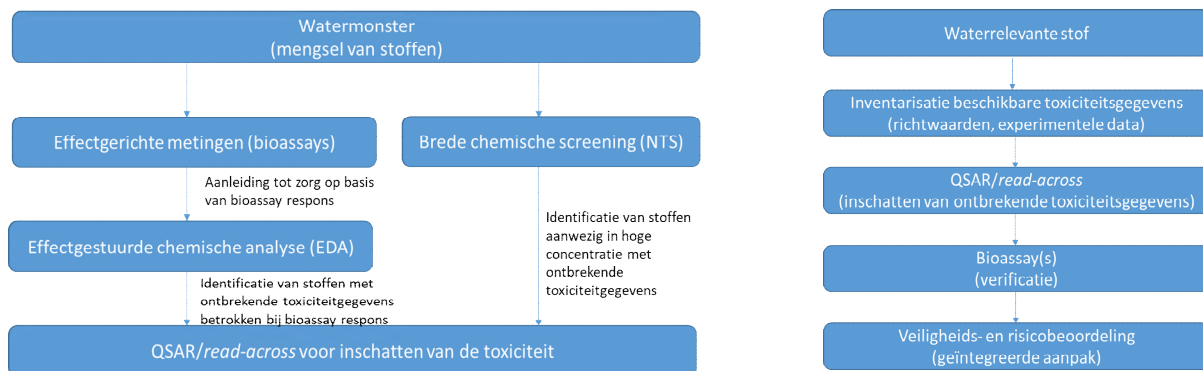 Watermonster
(mengsel van stoffen)
Effectgerichte metingen (bioassays)
Brede chemische screening (NTS)
Aanleiding tot zorg op basis
van bioassay respons
Effectgestuurde chemische analyse (EDA)
Identificatie van stoffen
aanwezig in hoge
concentratie met
ontbrekende
toxiciteitgegevens
Identificatie van stoffen met
ontbrekende toxiciteitgegevens
betrokken bij bioassay respons
QSAR/read-across voor inschatten van de toxiciteit
Waterrelevante stof
Inventarisatie beschikbare toxiciteitsgegevens
(richtwaarden, experimentele data)
QSAR/read-across
(inschatten van ontbrekende toxiciteitsgegevens)
Bioassay(s)
(verificatie)
Veiligheids- en risicobeoordeling
(geïntegreerde aanpak)